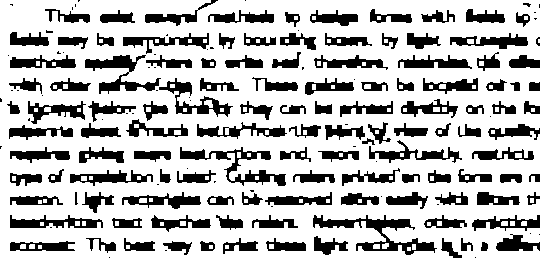 There exist several methods to design forms with fields to
fields may be surrounded by bounding boxes, by light rectangles o
methods specify where to write and, therefore, minimize the effec
with other parts of the form. These guides can be located on a se
is located below the form or they can be printed directly on the for
separate sheet is much better from the point of view of the quality
requires giving more instructions and, more importantly, restricts
type of acquisition is used. Guiding rulers printed on the form are m
reason. Light rectangles can be removed more easily with filters th
handwritten text touches the rulers. Nevertheless, other practical
account: The best way to print these light rectangles is in a differen